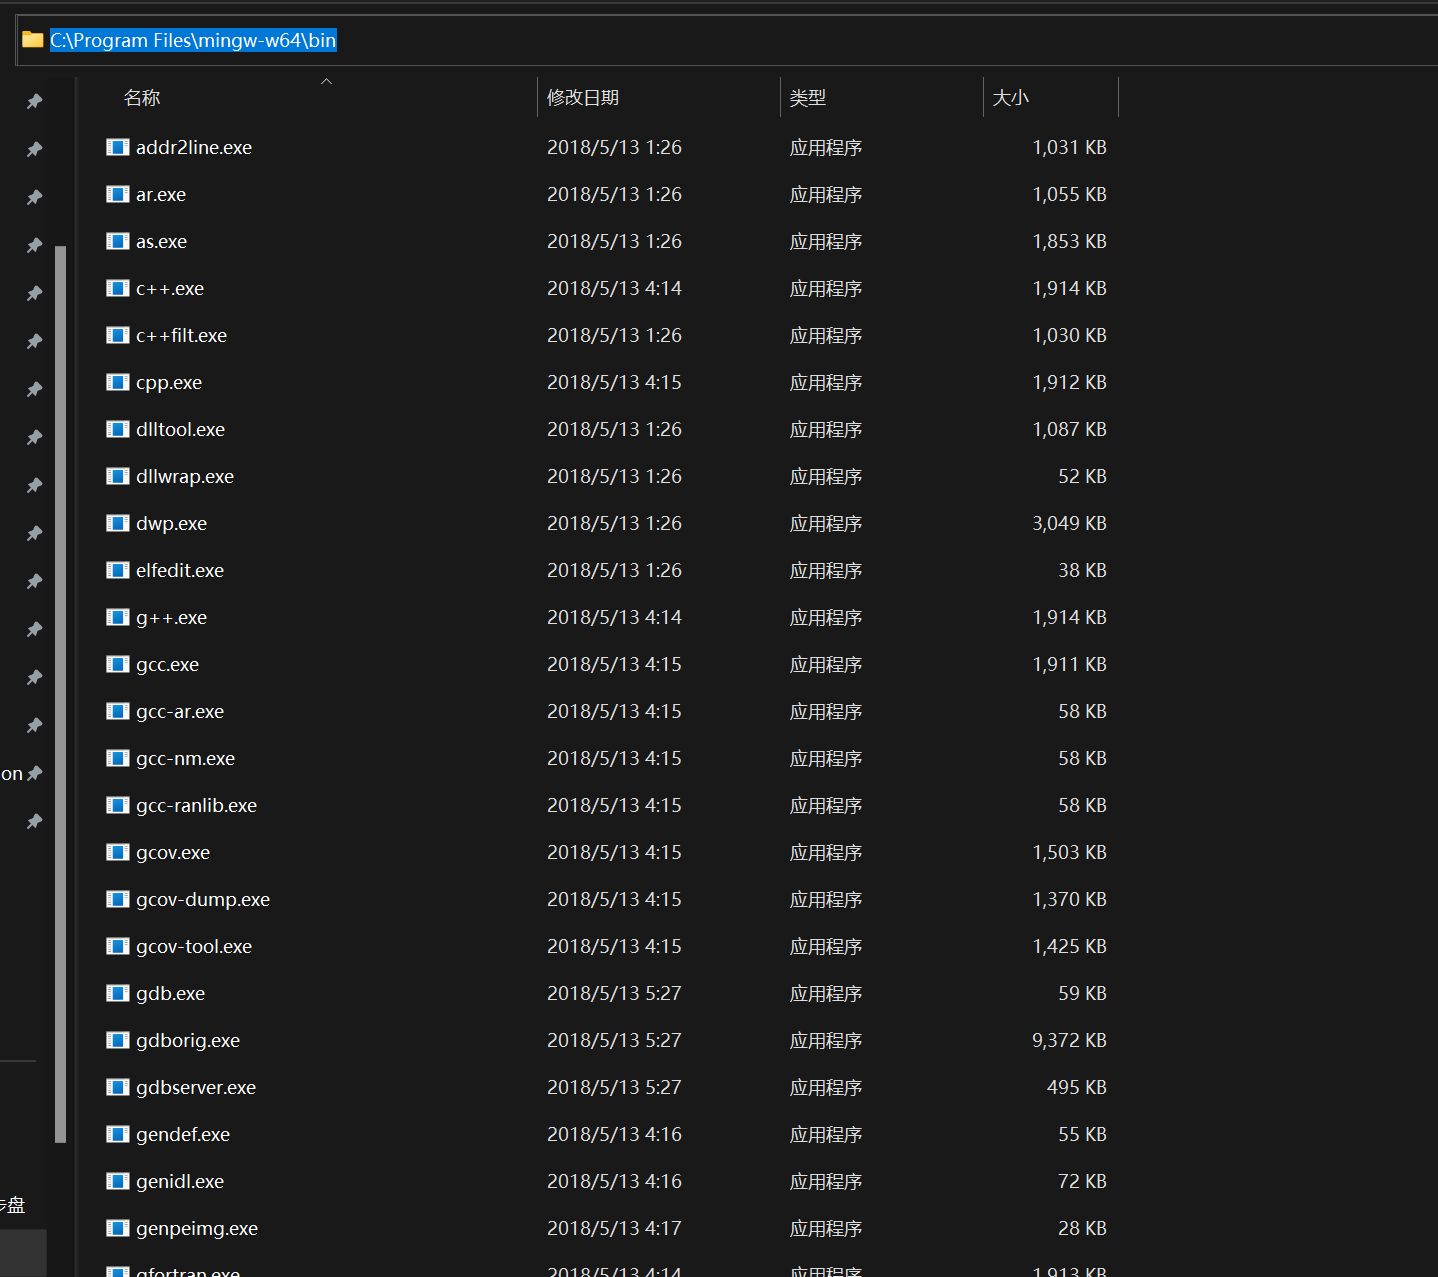 C:\Program Files\mingw-w64\bin
名称 修改日期 类型 大小
addr2line.exe 2018/5/13 1:26 应用程序 1,031 KB
ar.exe 2018/5/13 1:26 应用程序 1,055 KB
as.exe 2018/5/13 1:26 应用程序 1,853 KB
c++.exe 2018/5/13 4:14 应用程序 1,914 KB
c++filt.exe 2018/5/13 1:26 应用程序 1,030 KB
cpp.exe 2018/5/13 4:15 应用程序 1,912 KB
dlltool.exe 2018/5/13 1:26 应用程序 1,087 KB
dllwrap.exe 2018/5/13 1:26 应用程序 52 KB
dwp.exe 2018/5/13 1:26 应用程序 3,049 KB
elfedit.exe 2018/5/13 1:26 应用程序 38 KB
g++.exe 2018/5/13 4:14 应用程序 1,914 KB
gcc.exe 2018/5/13 4:15 应用程序 1,911 KB
gcc-ar.exe 2018/5/13 4:15 应用程序 58 KB
gcc-nm.exe 2018/5/13 4:15 应用程序 58 KB
on
gcc-ranlib.exe 2018/5/13 4:15 应用程序 58 KB
gcov.exe 2018/5/13 4:15 应用程序 1,503 KB
gcov-dump.exe 2018/5/13 4:15 应用程序 1,370 KB
gcov-tool.exe 2018/5/13 4:15 应用程序 1,425 KB
gdb.exe 2018/5/13 5:27 应用程序 59 KB
gdborig.exe 2018/5/13 5:27 应用程序 9,372 KB
gdbserver.exe 2018/5/13 5:27 应用程序 495 KB
gendef.exe 2018/5/13 4:16 应用程序 55 KB
genidl.exe 2018/5/13 4:16 应用程序 72 KB
盘
genpeimg.exe 2018/5/13 4:17 应用程序 28 KB
gfortran.exe 2018/5/13 4:14 应用程序 1,913 KB